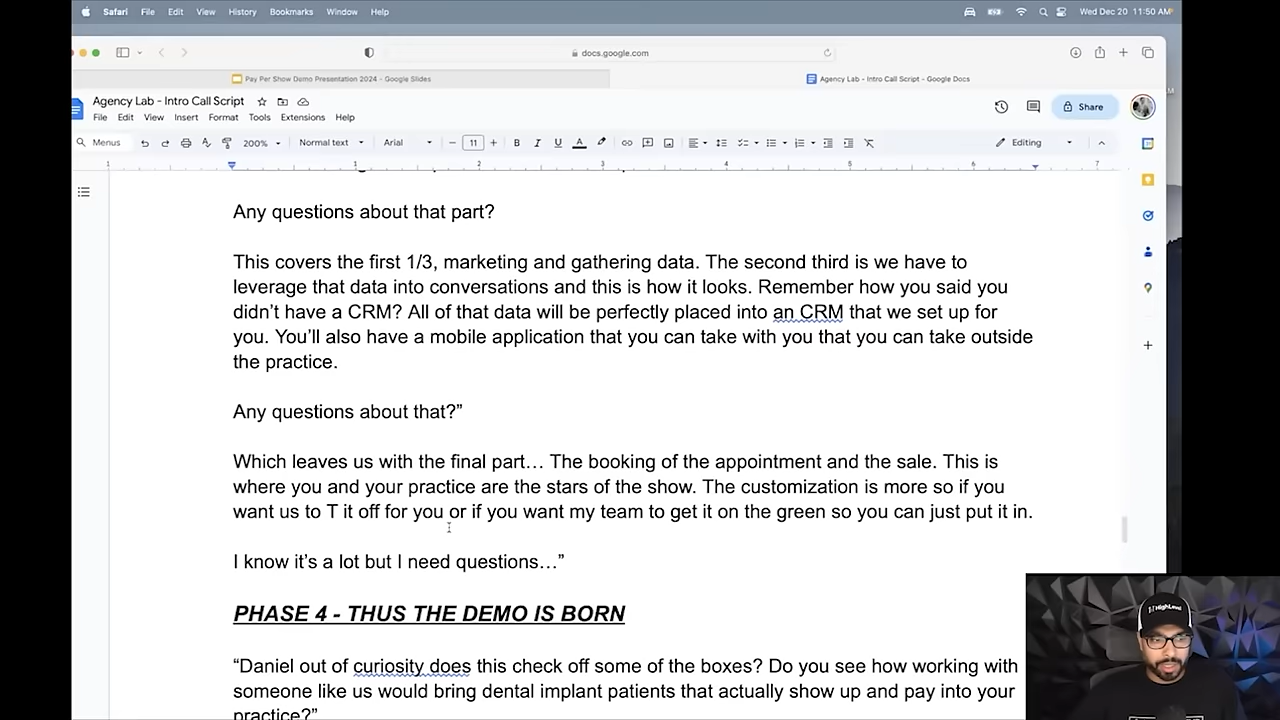 Safari File Edit View History Bookmarks Window Help Wed Dec 20 11:50 AM
docs.google.com
Pay Per Show Demo Presentation 2024 - Google Slides Agency Lab - Intro Call Script - Google Docs
Agency Lab - Intro Call Script
File Edit View Insert Format Tools Extensions Help
Share
Menus 200% Normal text Arial 11 Editing
1 1 2 3 4 5 6 7
Any questions about that part?
This covers the first 1/3, marketing and gathering data. The second third is we have to
leverage that data into conversations and this is how it looks. Remember how you said you
didn’t have a CRM? All of that data will be perfectly placed into an CRM that we set up for
you. You’ll also have a mobile application that you can take with you that you can take outside
the practice.
Any questions about that?”
Which leaves us with the final part… The booking of the appointment and the sale. This is
where you and your practice are the stars of the show. The customization is more so if you
want us to T it off for you or if you want my team to get it on the green so you can just put it in.
I know it’s a lot but I need questions…”
PHASE 4 - THUS THE DEMO IS BORN
“Daniel out of curiosity does this check off some of the boxes? Do you see how working with
someone like us would bring dental implant patients that actually show up and pay into your
practice?”
HighLevel